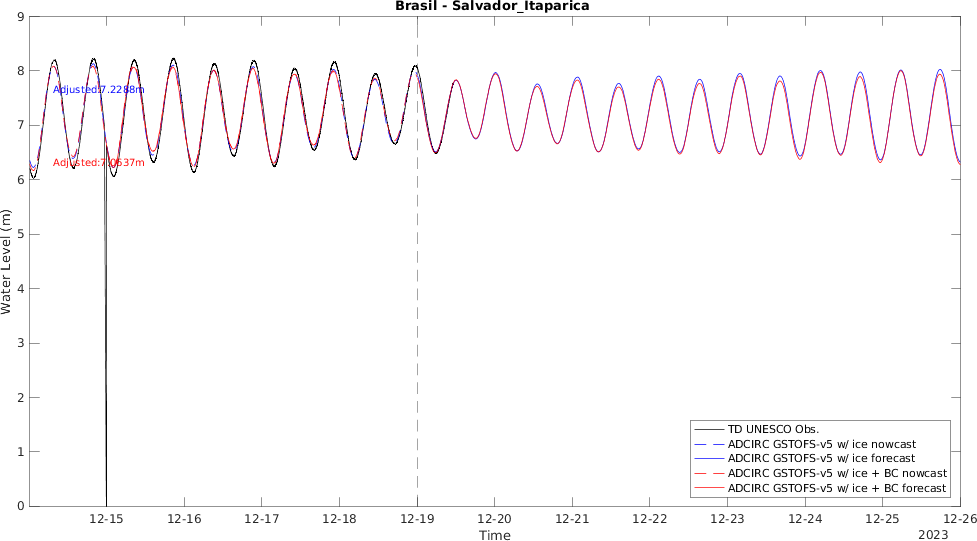 Brasil - Salvador_Itaparica
9
8
7
6
5
4
3
2
1
0
Water Level (m)
Adjusted:7.2288m
Adjusted:7.0637m
TD UNESCO Obs.
ADCIRC GSTOFS-v5 w/ ice nowcast
ADCIRC GSTOFS-v5 w/ ice forecast
ADCIRC GSTOFS-v5 w/ ice + BC nowcast
ADCIRC GSTOFS-v5 w/ ice + BC forecast
12-15 12-16 12-17 12-18 12-19 12-20 12-21 12-22 12-23 12-24 12-25 12-26
Time
2023